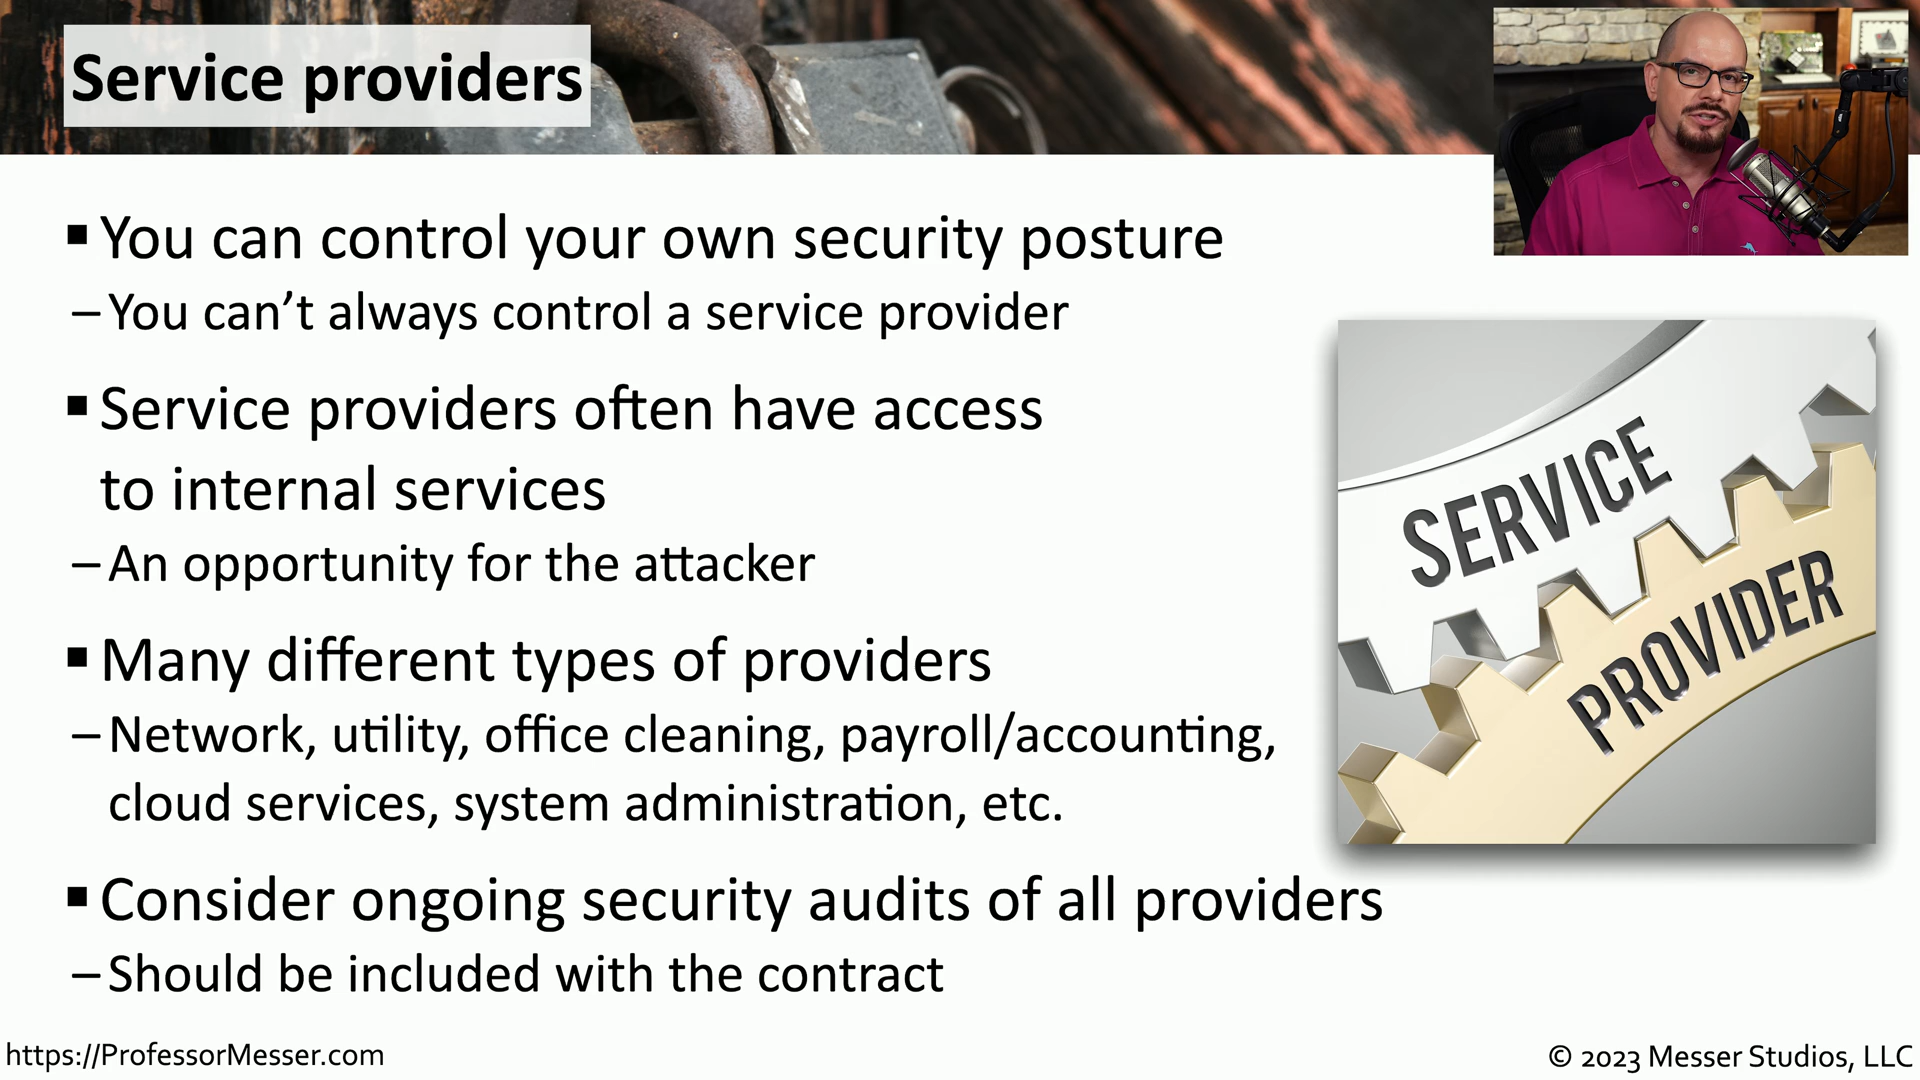 Service providers
▪ You can control your own security posture
– You can’t always control a service provider
▪ Service providers often have access
to internal services
– An opportunity for the attacker
▪ Many different types of providers
– Network, utility, office cleaning, payroll/accounting,
cloud services, system administration, etc.
▪ Consider ongoing security audits of all providers
– Should be included with the contract
SERVICE
PROVIDER
https://ProfessorMesser.com
© 2023 Messer Studios, LLC